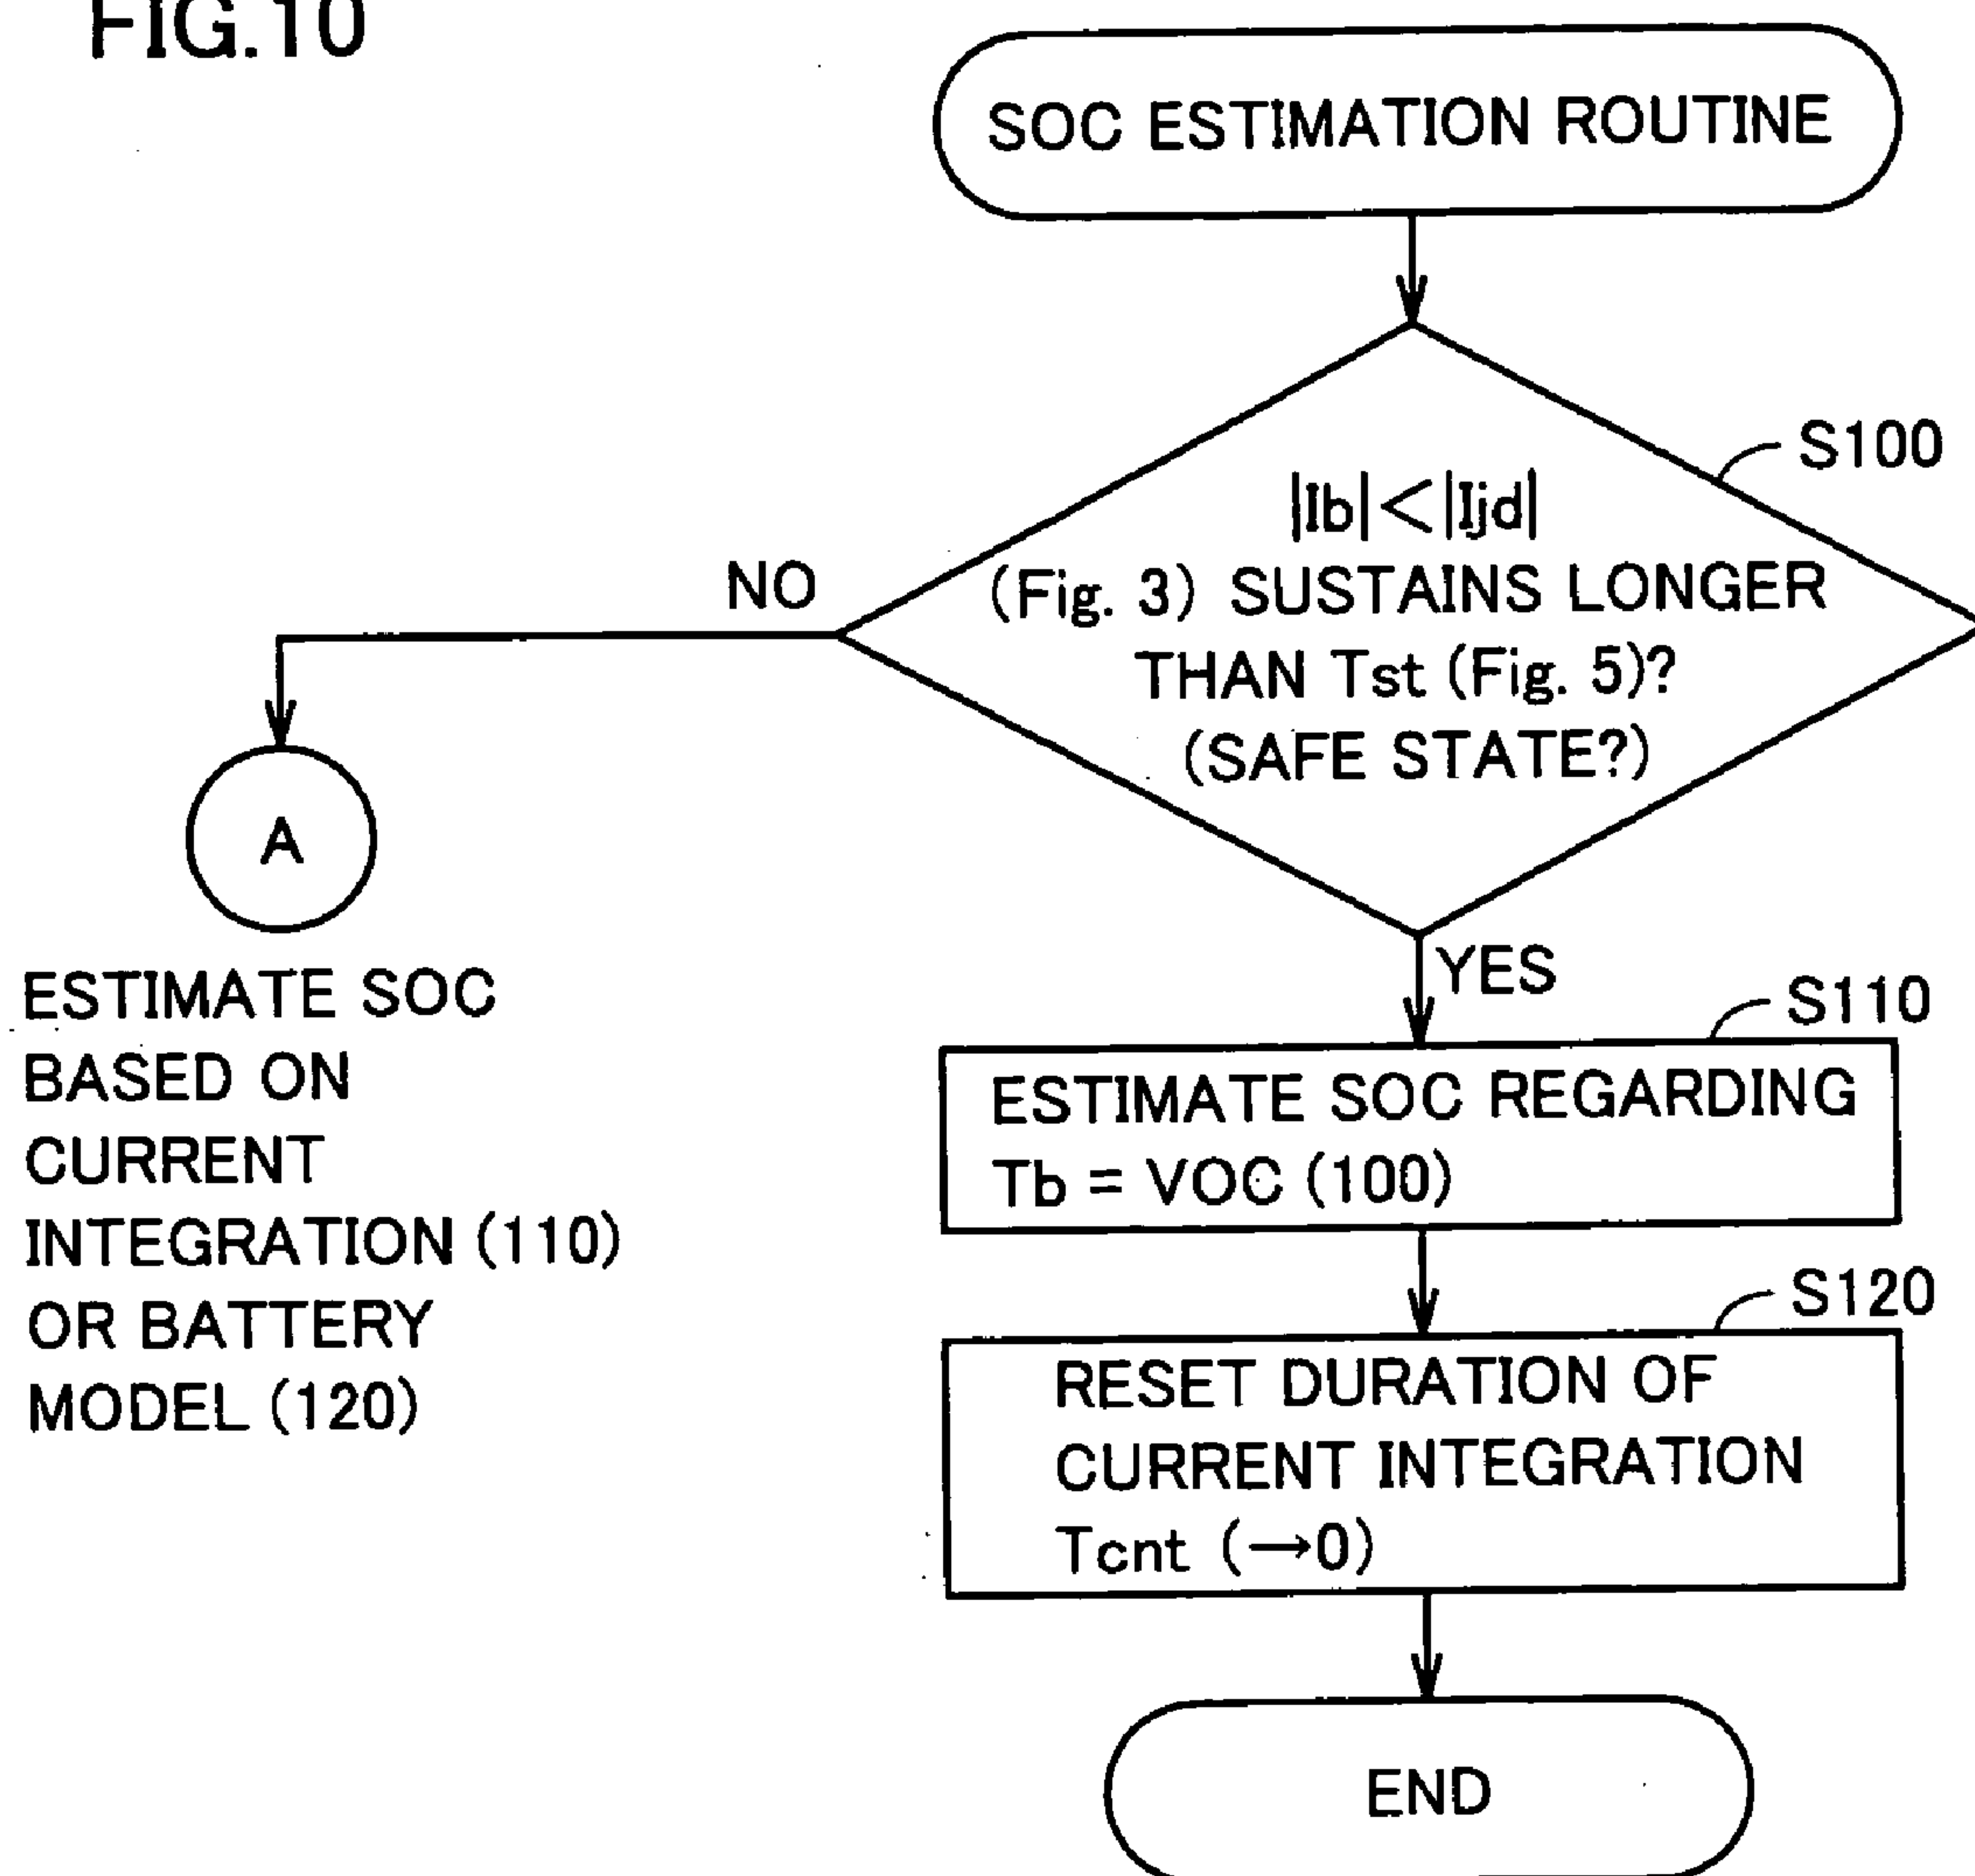 FIG.10
SOC ESTIMATION ROUTINE
S100
|Ib|<|Ijd|
(Fig. 3) SUSTAINS LONGER
THAN Tst (Fig. 5)?
(SAFE STATE?)
NO
A
ESTIMATE SOC
BASED ON
CURRENT
INTEGRATION (110)
OR BATTERY
MODEL (120)
YES
S110
ESTIMATE SOC REGARDING
Tb = VOC (100)
S120
RESET DURATION OF
CURRENT INTEGRATION
Tcnt (→0)
END